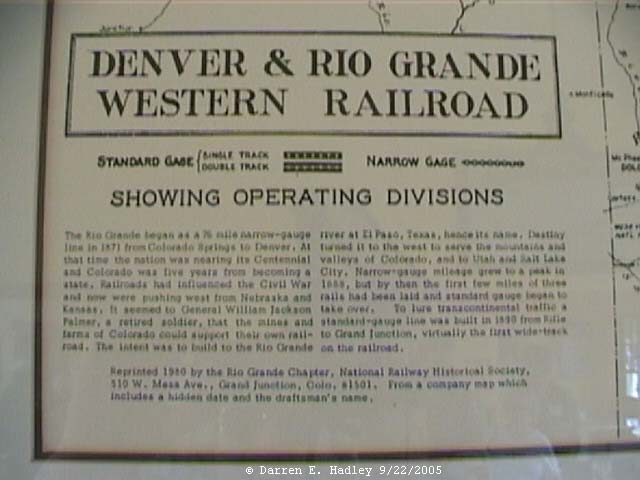 Junction
DENVER & RIO GRANDE
WESTERN RAILROAD
STANDARD GAGE
SINGLE TRACK
DOUBLE TRACK
NARROW GAGE
SHOWING OPERATING DIVISIONS
The Rio Grande began as a 76 mile narrow-gauge
line in 1871 from Colorado Springs to Denver. At
that time the nation was nearing its Centennial
and Colorado was five years from becoming a
state. Railroads had influenced the Civil War
and now were pushing west from Nebraska and
Kansas. It seemed to General William Jackson
Palmer, a retired soldier, that the mines and
farms of Colorado could support their own rail-
road. The intent was to build to the Rio Grande
river at El Paso, Texas, hence its name. Destiny
turned it to the west to serve the mountains and
valleys of Colorado, and to Utah and Salt Lake
City. Narrow-gauge mileage grew to a peak in
but by then the first few miles of three
rails had been laid and standard gauge began to
take over. To lure transcontinental traffic a
standard-gauge line was built in 1890 from Rifle
to Grand Junction, virtually the first wide-track
on the railroad.
Reprinted 1980 by the Rio Grande Chapter, National Railway Historical Society,
510 W. Mesa Ave., Grand Junction, Colo. 81501. From a company map which
includes a hidden date and the draftsman's name.
Monticello
© Darren E. Hadley 9/22/2005